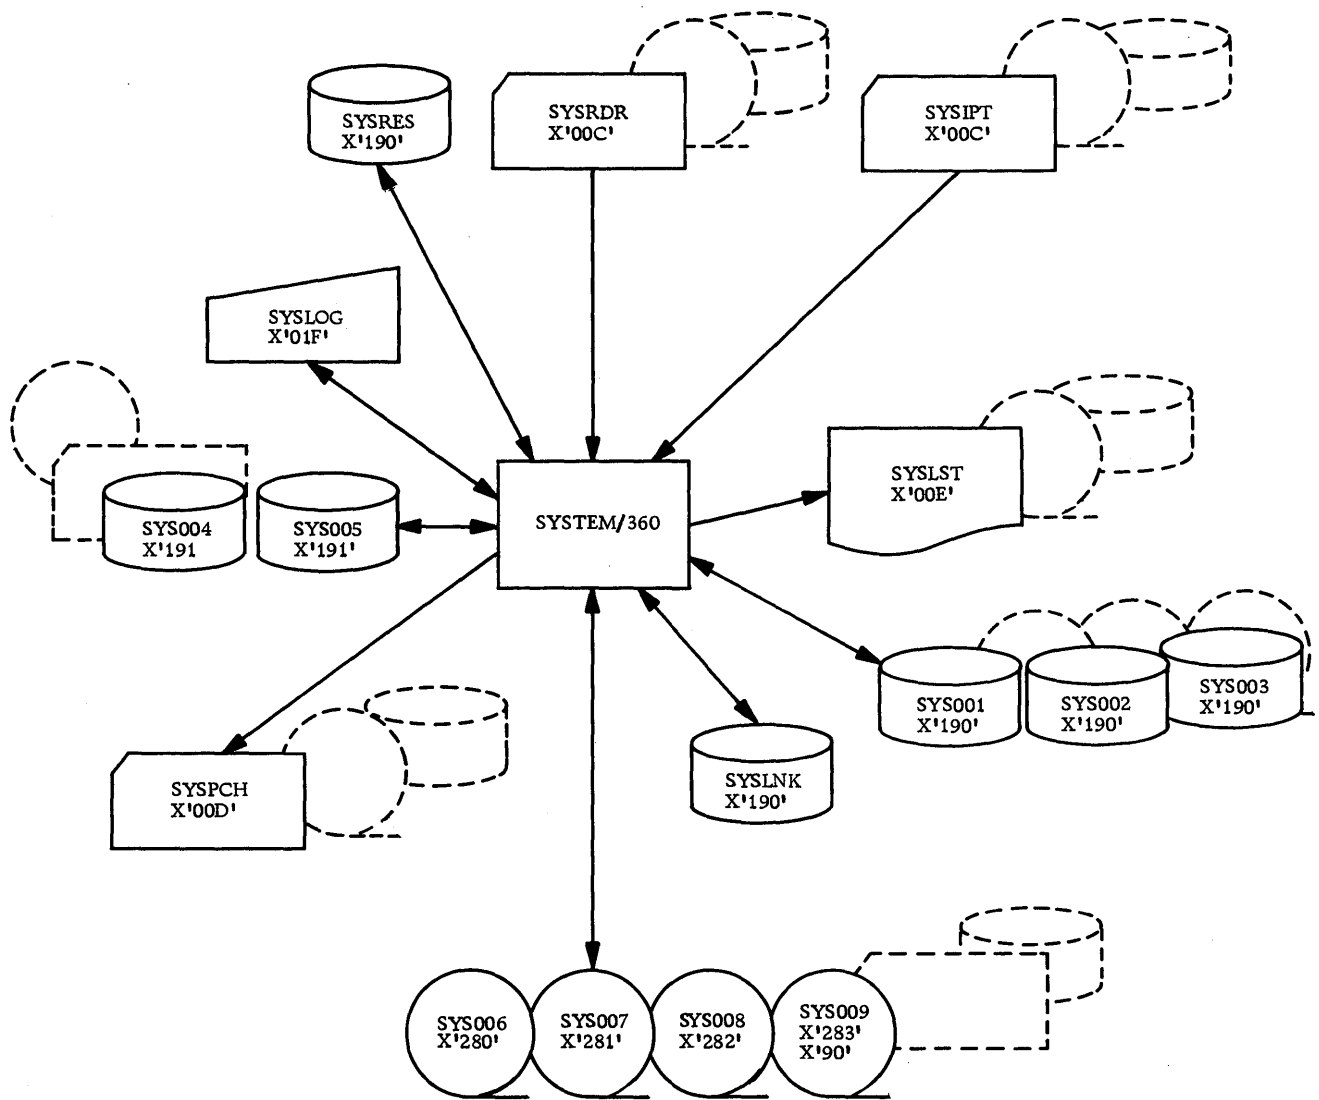 SYSRES
X'190'
SYSRDR
X'00C'
SYSIPT
X'00C'
SYSLOG
X'01F'
SYSLST
X'00E'
SYS004
X'191
SYS005
X'191'
SYSTEM/360
SYS001
X'190'
SYS002
X'190'
SYS003
X'190'
SYSPCH
X'00D'
SYSLNK
X'190'
SYS006
X'280'
SYS007
X'281'
SYS008
X'282'
SYS009
X'283'
X'90'